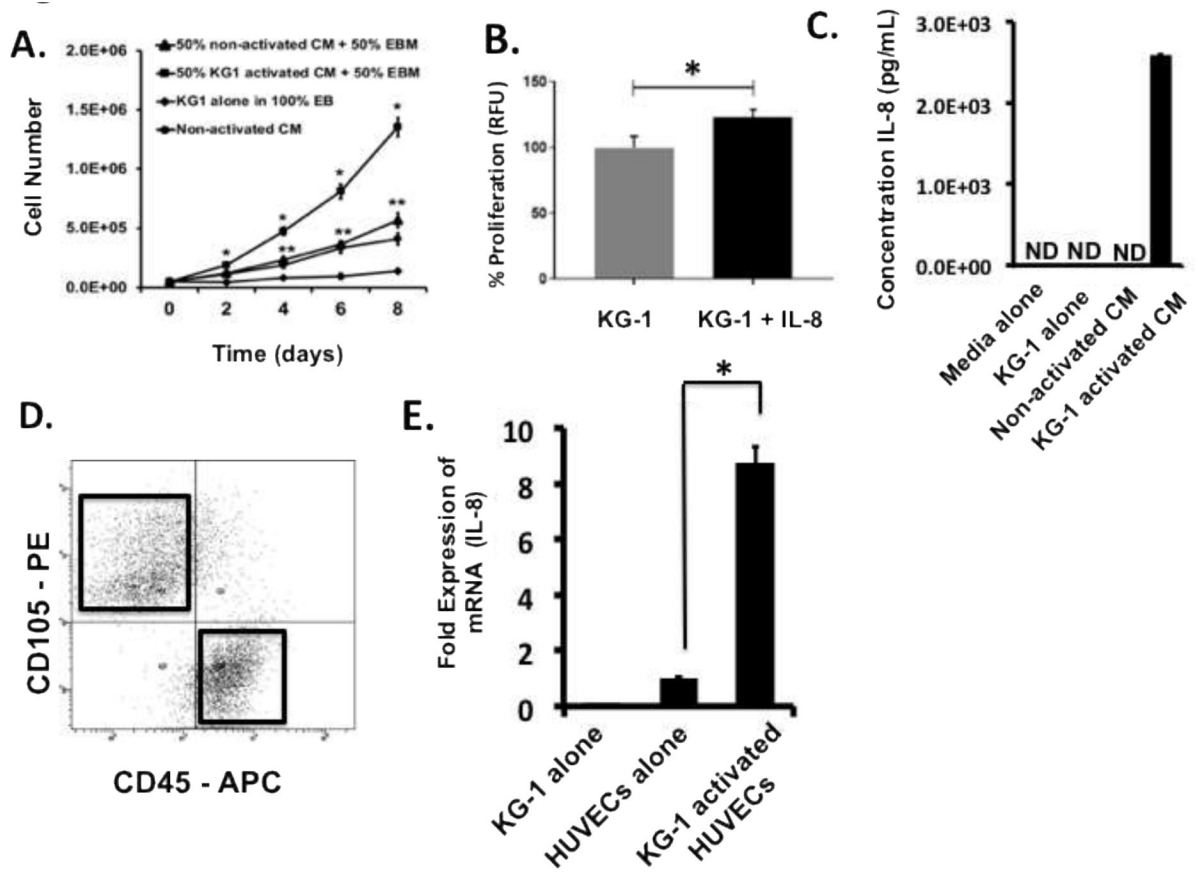 A.
2.0E+06
1.5E+06
1.0E+06
5.0E+05
0.0E+00
Cell Number
50% non-activated CM + 50% EBM
50% KG1 activated CM + 50% EBM
KG1 alone in 100% EB
Non-activated CM
*
*
*
*
**
**
**
0 2 4 6 8
Time (days)
B.
% Proliferation (RFU)
150
100
50
0
*
KG-1 KG-1 + IL-8
C.
Concentration IL-8 (pg/mL)
3.0E+03
2.0E+03
1.0E+03
0.0E+00
ND ND ND
Media alone
KG-1 alone
Non-activated CM
KG-1 activated CM
D.
CD105 - PE
CD45 - APC
E.
Fold Expression of
mRNA (IL-8)
10
8
6
4
2
0
*
KG-1 alone
HUVECs alone
KG-1 activated
HUVECs